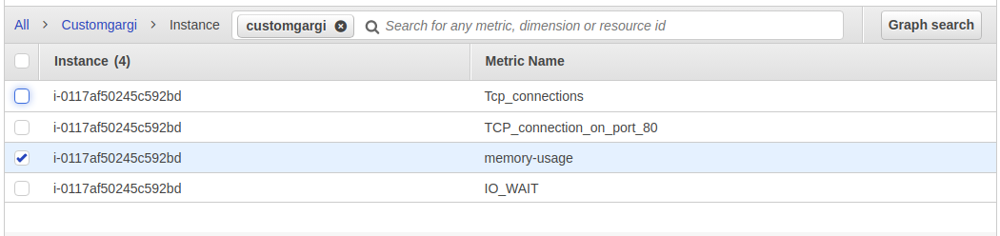 All > Customgargi > Instance customgargi Search for any metric, dimension or resource id Graph search
Instance (4) Metric Name
i-0117af50245c592bd Tcp_connections
i-0117af50245c592bd TCP_connection_on_port_80
i-0117af50245c592bd memory-usage
i-0117af50245c592bd IO_WAIT